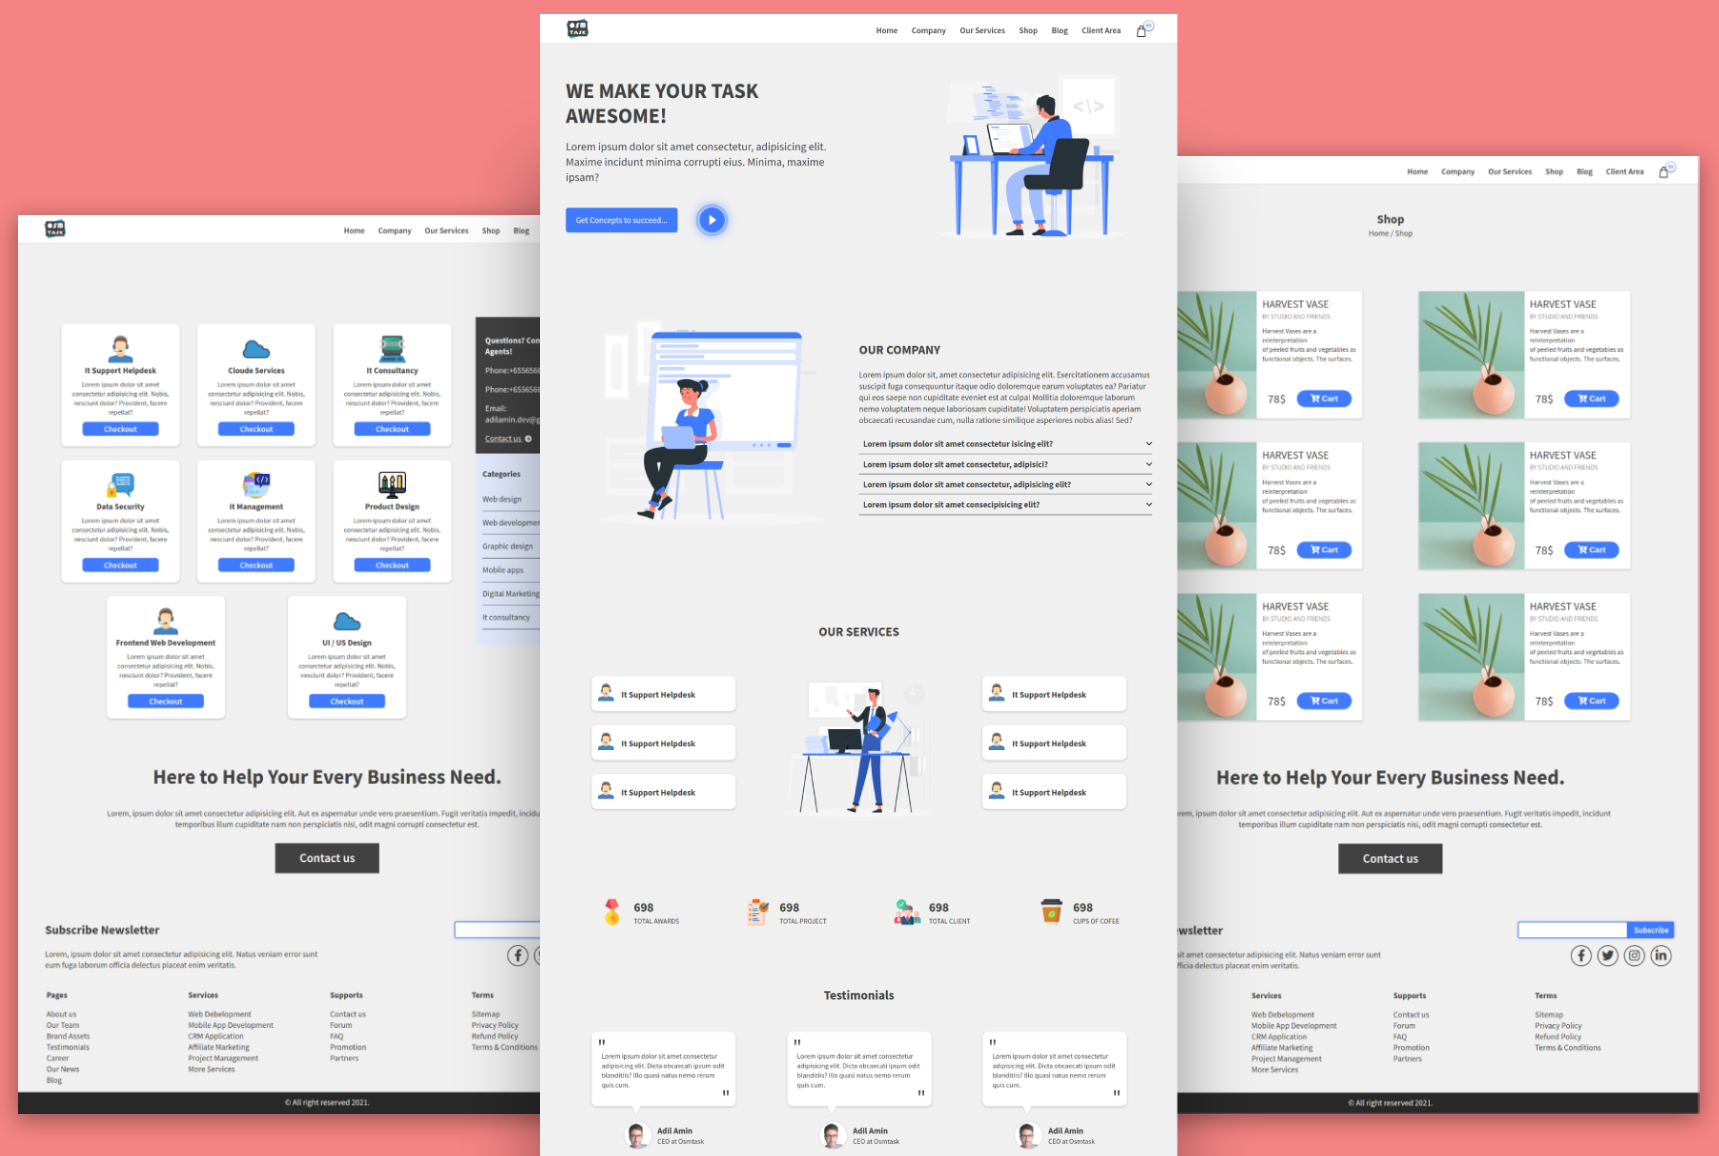 TASK
Home Company Our Services Shop Blog
It Support Helpdesk
Lorem ipsum dolor sit amet
consectetur adipisicing elit. Nobis,
nesciunt dolor? Provident, facere
repellat?
Checkout
Cloude Services
Lorem ipsum dolor sit amet
consectetur adipisicing elit. Nobis,
nesciunt dolor? Provident, facere
repellat?
Checkout
It Consultancy
Lorem ipsum dolor sit amet
consectetur adipisicing elit. Nobis,
nesciunt dolor? Provident, facere
repellat?
Checkout
Data Security
Lorem ipsum dolor sit amet
consectetur adipisicing elit. Nobis,
nesciunt dolor? Provident, facere
repellat?
Checkout
It Management
Lorem ipsum dolor sit amet
consectetur adipisicing elit. Nobis,
nesciunt dolor? Provident, facere
repellat?
Checkout
Product Design
Lorem ipsum dolor sit amet
consectetur adipisicing elit. Nobis,
nesciunt dolor? Provident, facere
repellat?
Checkout
Frontend Web Development
Lorem ipsum dolor sit amet
consectetur adipisicing elit. Nobis,
nesciunt dolor? Provident, facere
repellat?
Checkout
UI / US Design
Lorem ipsum dolor sit amet
consectetur adipisicing elit. Nobis,
nesciunt dolor? Provident, facere
repellat?
Checkout
Questions? Con
Agents!
Phone:+6556566
Phone:+6556566
Email:
adilamin.dev@g
Contact us
Categories
Web design
Web developmen
Graphic design
Mobile apps
Digital Marketing
It consultancy
Here to Help Your Every Business Need.
Lorem, ipsum dolor sit amet consectetur adipisicing elit. Aut ex aspernatur unde vero praesentium. Fugit veritatis impedit, incidu
temporibus illum cupiditate nam non perspiciatis nisi, odit magni corrupti consectetur est.
Contact us
Subscribe Newsletter
Lorem, ipsum dolor sit amet consectetur adipisicing elit. Natus veniam error sunt
eum fuga laborum officia delectus placeat enim veritatis.
Pages
About us
Our Team
Brand Assets
Testimonials
Career
Our News
Blog
Services
Web Debelopment
Mobile App Development
CRM Application
Affiliate Marketing
Project Management
More Services
Supports
Contact us
Forum
FAQ
Promotion
Partners
Terms
Sitemap
Privacy Policy
Refund Policy
Terms & Conditions
© All right reserved 2021.
TASK
Home Company Our Services Shop Blog Client Area
WE MAKE YOUR TASK
AWESOME!
Lorem ipsum dolor sit amet consectetur, adipisicing elit.
Maxime incidunt minima corrupti eius. Minima, maxime
ipsam?
Get Concepts to succeed...
</>
OUR COMPANY
Lorem ipsum dolor sit, amet consectetur adipisicing elit. Exercitationem accusamus
suscipit fuga consequuntur itaque odio doloremque earum voluptates ea? Pariatur
qui eos saepe non cupiditate eveniet est at culpa! Mollitia doloremque laborum
nemo voluptatem neque laboriosam cupiditate! Voluptatem perspiciatis aperiam
obcaecati recusandae cum, nulla ratione similique asperiores nobis alias! Sed?
Lorem ipsum dolor sit amet consectetur isicing elit?
Lorem ipsum dolor sit amet consectetur, adipisici?
Lorem ipsum dolor sit amet consectetur, adipisicing elit?
Lorem ipsum dolor sit amet consecipisicing elit?
OUR SERVICES
It Support Helpdesk
It Support Helpdesk
It Support Helpdesk
It Support Helpdesk
It Support Helpdesk
It Support Helpdesk
698
TOTAL AWARDS
698
TOTAL PROJECT
698
TOTAL CLIENT
698
CUPS OF COFEE
Testimonials
"
Lorem ipsum dolor sit amet consectetur
adipisicing elit. Dicta obcaecati ipsum odit
blanditiis? Illo quasi natus nemo rerum
quis cum.
"
Adil Amin
CEO at Osmtask
"
Lorem ipsum dolor sit amet consectetur
adipisicing elit. Dicta obcaecati ipsum odit
blanditiis? Illo quasi natus nemo rerum
quis cum.
"
Adil Amin
CEO at Osmtask
"
Lorem ipsum dolor sit amet consectetur
adipisicing elit. Dicta obcaecati ipsum odit
blanditiis? Illo quasi natus nemo rerum
quis cum.
"
Adil Amin
CEO at Osmtask
Home Company Our Services Shop Blog Client Area
Shop
Home / Shop
HARVEST VASE
BY STUDIO AND FRIENDS
Harvest Vases are a
reinterpretation
of peeled fruits and vegetables as
functional objects. The surfaces.
78$ Cart
HARVEST VASE
BY STUDIO AND FRIENDS
Harvest Vases are a
reinterpretation
of peeled fruits and vegetables as
functional objects. The surfaces.
78$ Cart
HARVEST VASE
BY STUDIO AND FRIENDS
Harvest Vases are a
reinterpretation
of peeled fruits and vegetables as
functional objects. The surfaces.
78$ Cart
HARVEST VASE
BY STUDIO AND FRIENDS
Harvest Vases are a
reinterpretation
of peeled fruits and vegetables as
functional objects. The surfaces.
78$ Cart
HARVEST VASE
BY STUDIO AND FRIENDS
Harvest Vases are a
reinterpretation
of peeled fruits and vegetables as
functional objects. The surfaces.
78$ Cart
HARVEST VASE
BY STUDIO AND FRIENDS
Harvest Vases are a
reinterpretation
of peeled fruits and vegetables as
functional objects. The surfaces.
78$ Cart
Here to Help Your Every Business Need.
rem, ipsum dolor sit amet consectetur adipisicing elit. Aut ex aspernatur unde vero praesentium. Fugit veritatis impedit, incidunt
temporibus illum cupiditate nam non perspiciatis nisi, odit magni corrupti consectetur est.
Contact us
wsletter
Subscribe
sit amet consectetur adipisicing elit. Natus veniam error sunt
fficia delectus placeat enim veritatis.
Services
Web Debelopment
Mobile App Development
CRM Application
Affiliate Marketing
Project Management
More Services
Supports
Contact us
Forum
FAQ
Promotion
Partners
Terms
Sitemap
Privacy Policy
Refund Policy
Terms & Conditions
© All right reserved 2021.